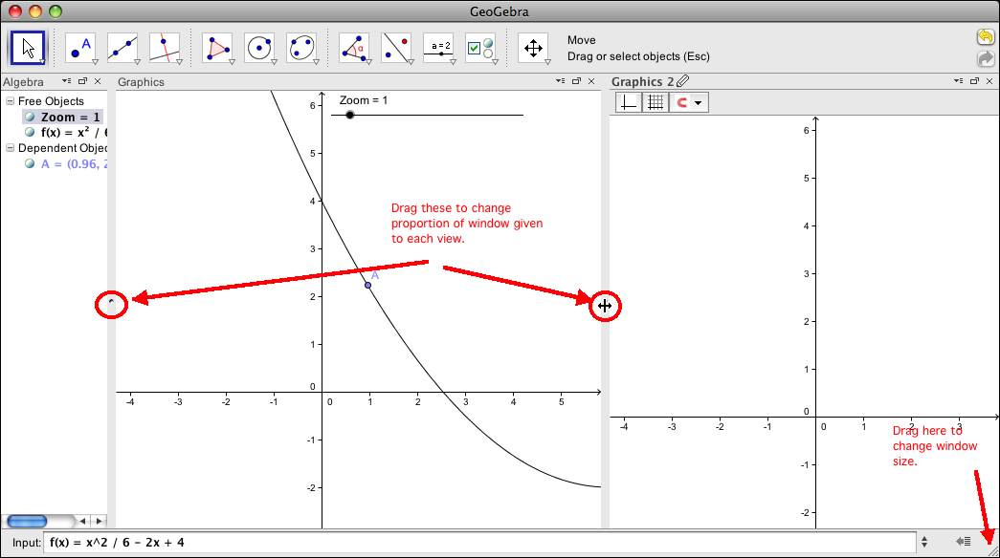 GeoGebra
A
α
a = 2
Move
Drag or select objects (Esc)
Algebra
Graphics
Graphics 2
Free Objects
Zoom = 1
f(x) = x² / 6
Dependent Objec
A = (0.96, 2
Zoom = 1
6
5
4
3
2
1
0
-1
-2
-4 -3 -2 -1 0 1 2 3 4 5
A
Drag these to change
proportion of window given
to each view.
6
5
4
3
2
1
0
-1
-2
-4 -3 -2 -1 0 1 2 3
Drag here to
change window
size.
Input: f(x) = x^2 / 6 – 2x + 4